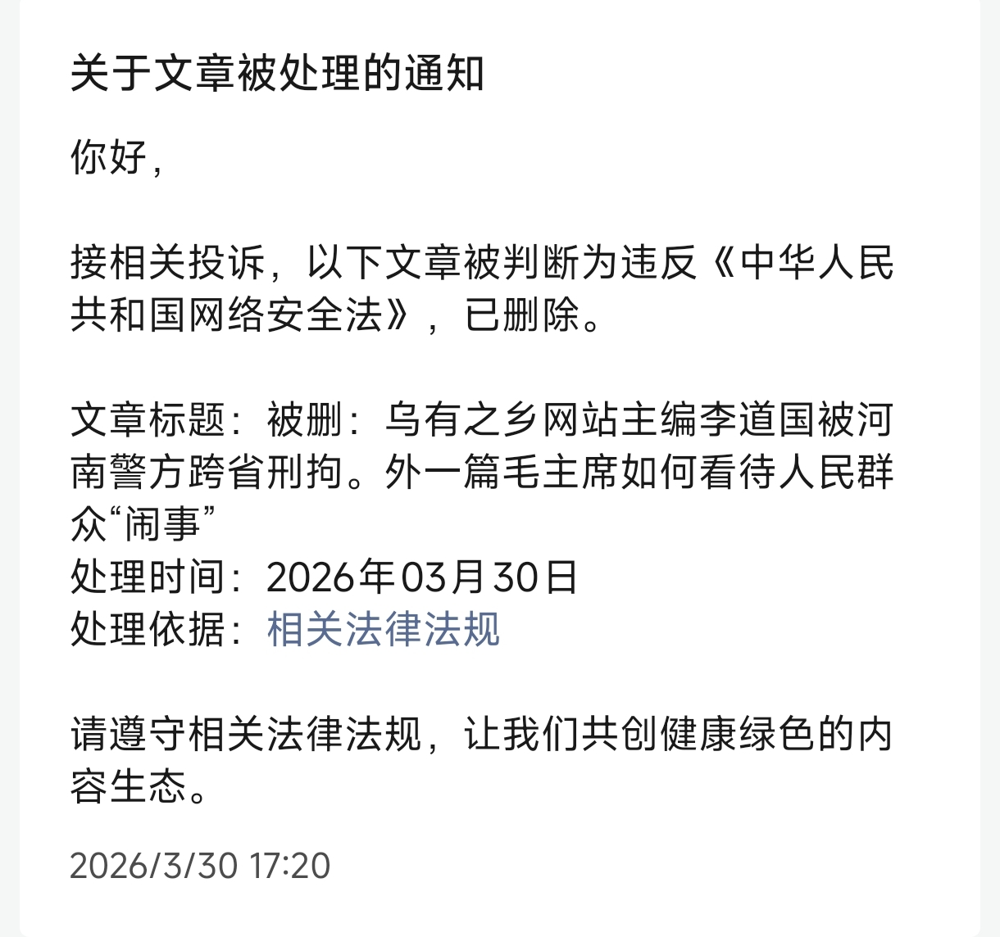 关于文章被处理的通知
你好，
接相关投诉，以下文章被判断为违反《中华人民
共和国网络安全法》，已删除。
文章标题：被删：乌有之乡网站主编李道国被河
南警方跨省刑拘。外一篇毛主席如何看待人民群
众“闹事”
处理时间：2026年03月30日
处理依据：相关法律法规
请遵守相关法律法规，让我们共创健康绿色的内
容生态。
2026/3/30 17:20